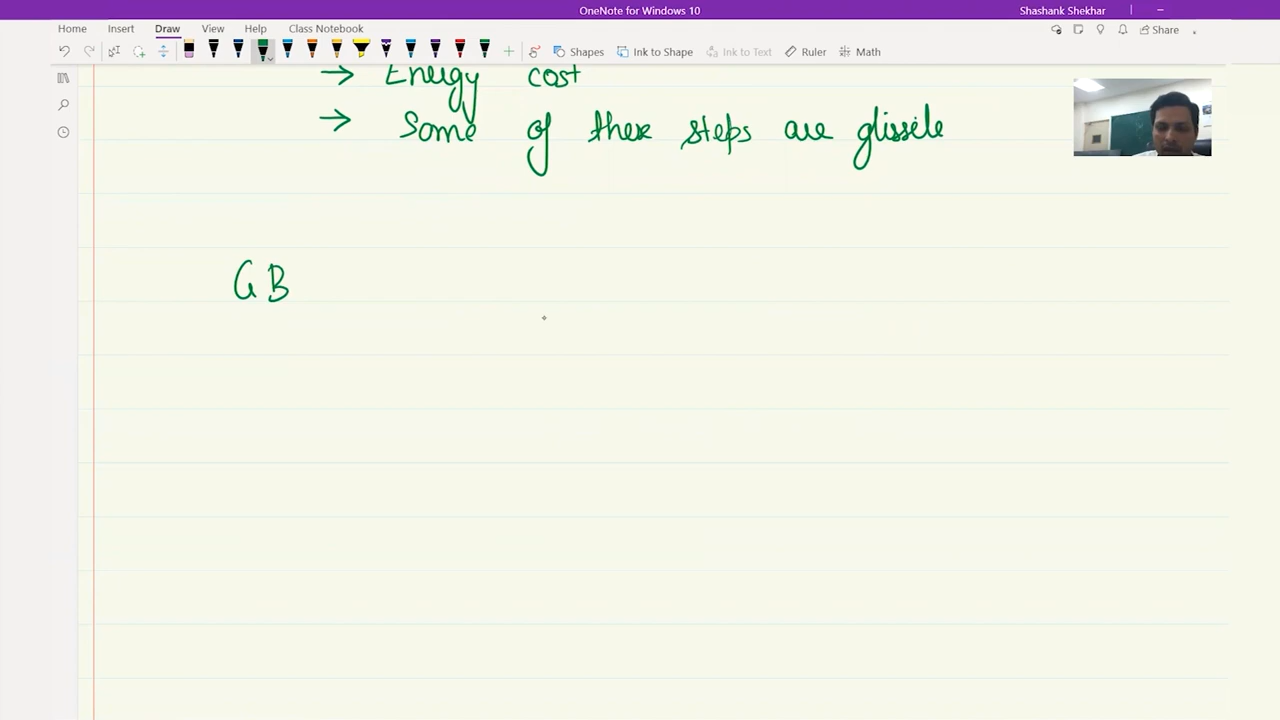 OneNote for Windows 10
Shashank Shekhar
Home Insert Draw View Help Class Notebook
Shapes Ink to Shape Ink to Text Ruler Math Share
→ Energy cost
→ Some of these steps are glissile
GB